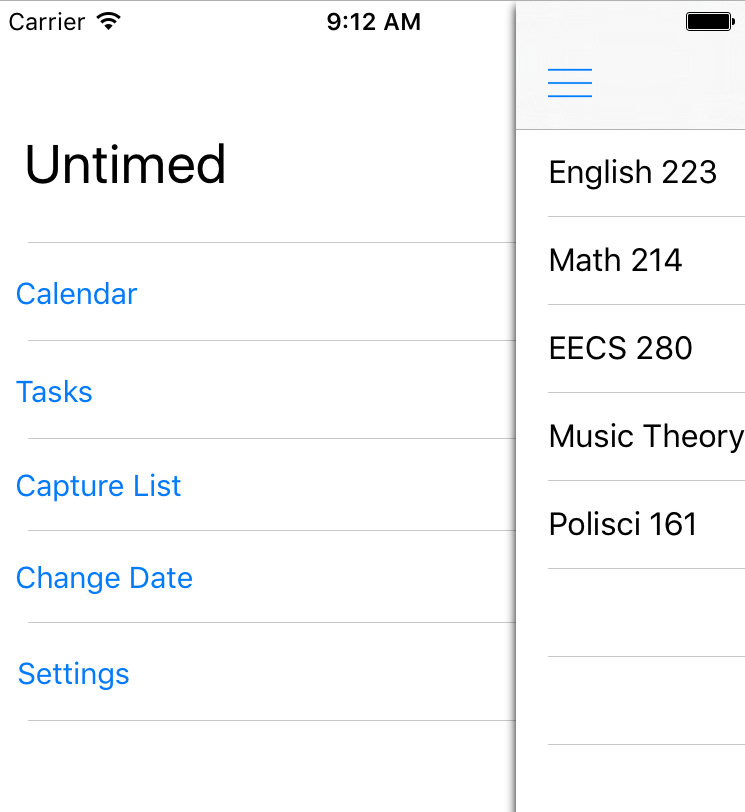 Carrier 9:12 AM
Untimed
Calendar
Tasks
Capture List
Change Date
Settings
English 223
Math 214
EECS 280
Music Theory
Polisci 161